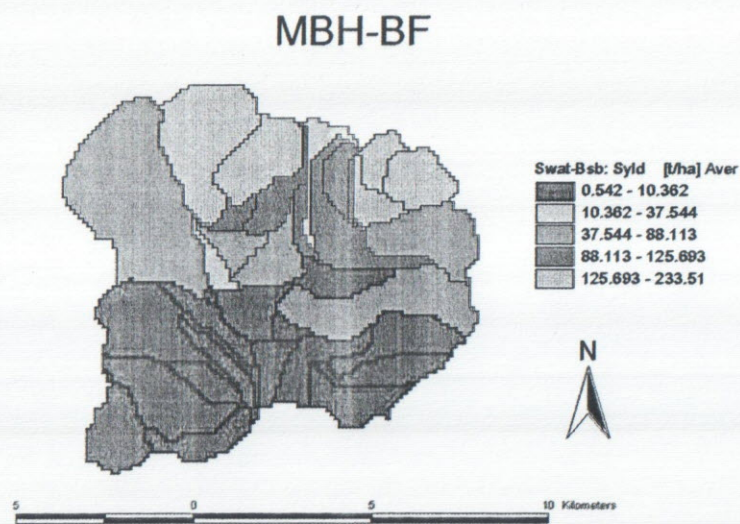 MBH-BF
Swat-Bsb: Syld [t/ha] Aver
0.542 - 10.362
10.362 - 37.544
37.544 - 88.113
88.113 - 125.693
125.693 - 233.51
N
5 0 5 10 Kilometers